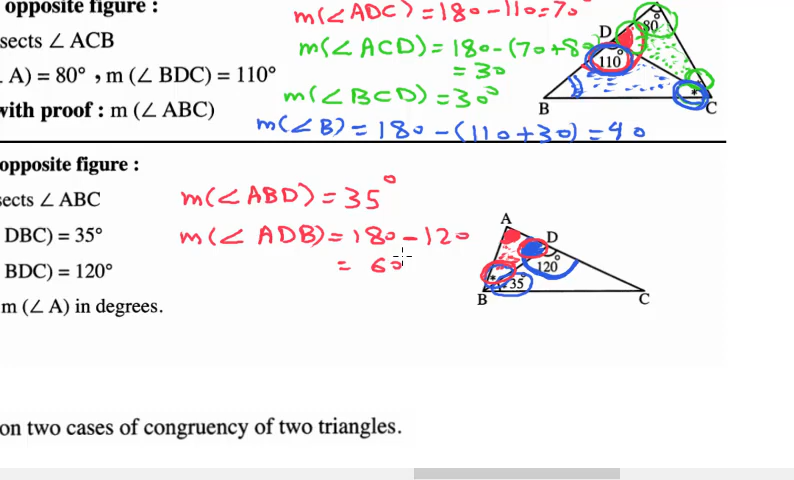 opposite figure :
m(∠ADC) = 180 - 110 = 70°
sects ∠ ACB
m(∠ACD) = 180 - (70+80)
= 30
A) = 80° , m (∠ BDC) = 110°
m(∠BCD) = 30°
with proof : m (∠ ABC)
m(∠B) = 180 - (110+30) = 40
D 80° 110° B C *
opposite figure :
sects ∠ ABC
m(∠ABD) = 35°
DBC) = 35°
m(∠ADB) = 180 - 120
BDC) = 120°
= 60
m (∠ A) in degrees.
A D 120° 35° B C
on two cases of congruency of two triangles.